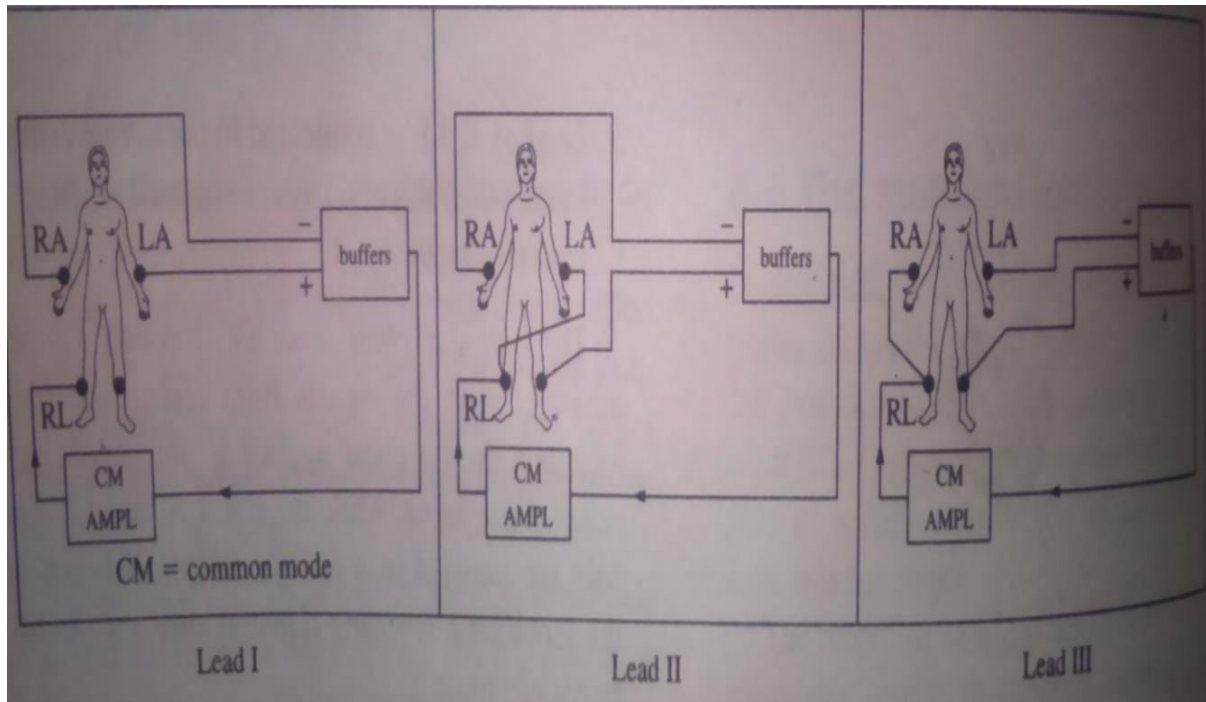 RA LA
−
+
buffers
RL
CM
AMPL
CM = common mode
Lead I
RA LA
−
+
buffers
RL
CM
AMPL
Lead II
RA LA
-
+
buffers
RL
CM
AMPL
Lead III